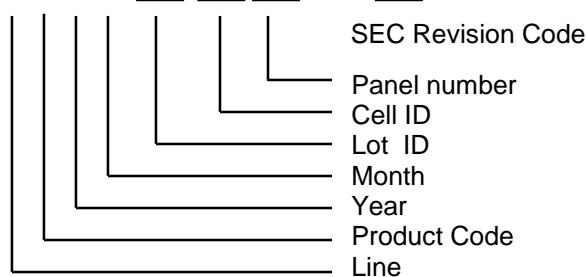 SEC Revision Code
Panel number
Cell ID
Lot ID
Month
Year
Product Code
Line